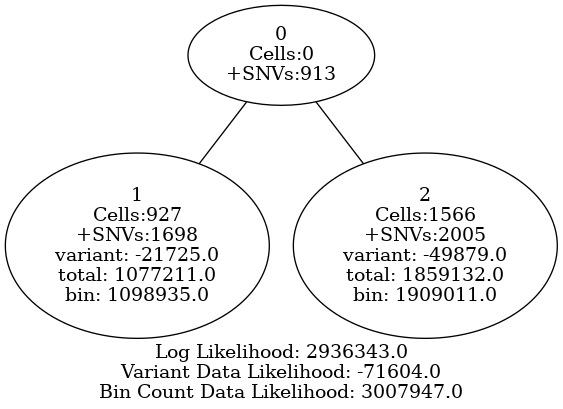 0
Cells:0
+SNVs:913
1
Cells:927
+SNVs:1698
variant: -21725.0
total: 1077211.0
bin: 1098935.0
2
Cells:1566
+SNVs:2005
variant: -49879.0
total: 1859132.0
bin: 1909011.0
Log Likelihood: 2936343.0
Variant Data Likelihood: -71604.0
Bin Count Data Likelihood: 3007947.0